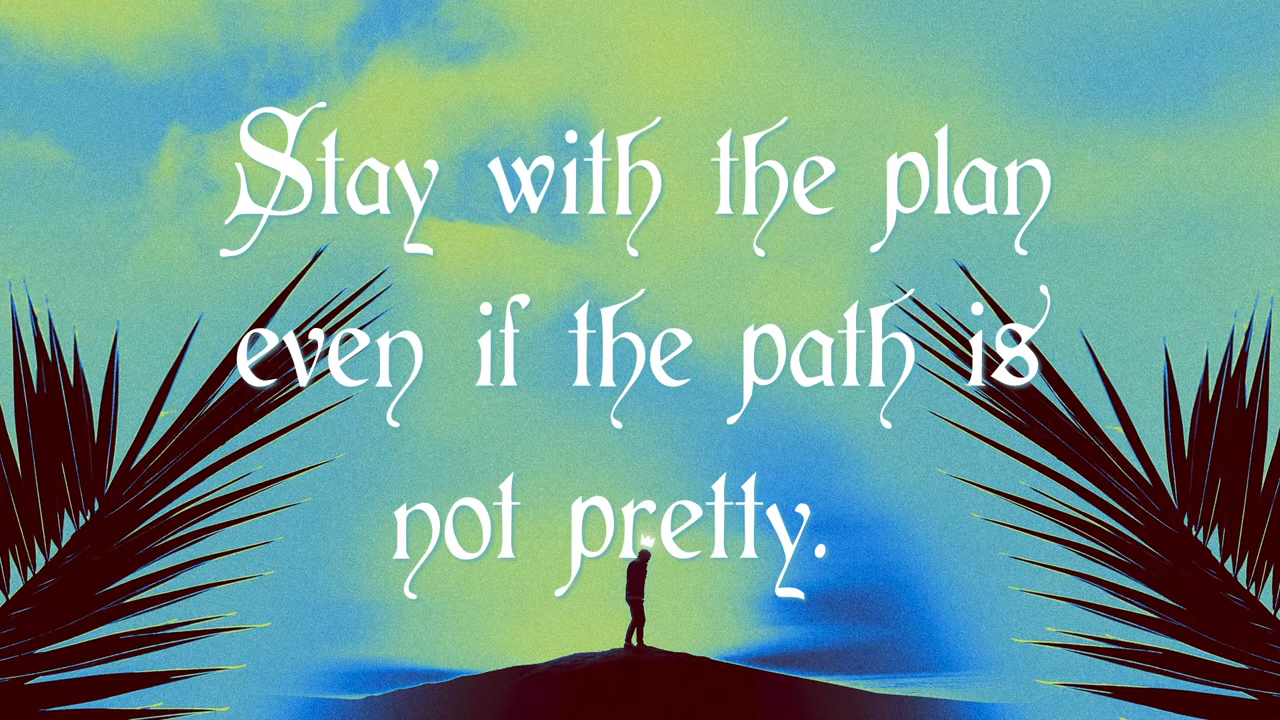 Stay with the plan
even if the path is
not pretty.